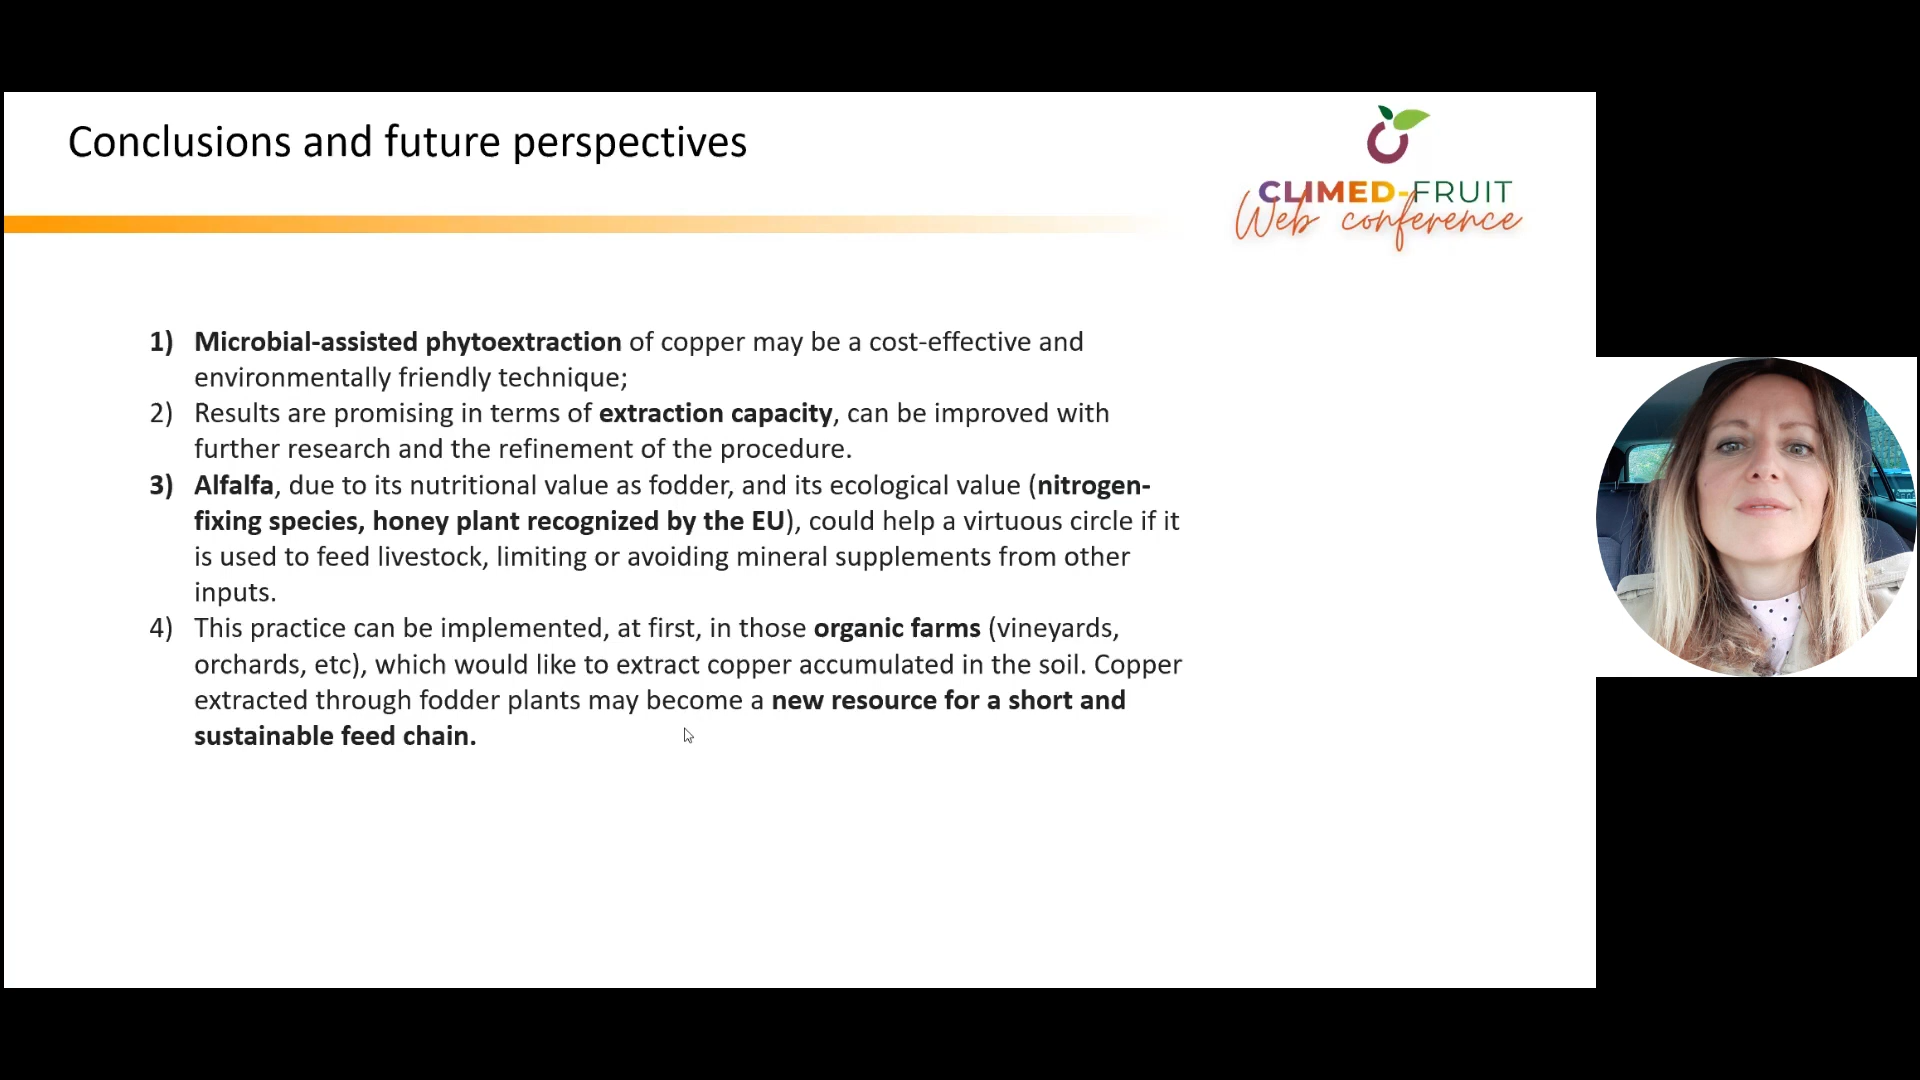 Conclusions and future perspectives
CLIMED-FRUIT
Web conference
1) Microbial-assisted phytoextraction of copper may be a cost-effective and
environmentally friendly technique;
2) Results are promising in terms of extraction capacity, can be improved with
further research and the refinement of the procedure.
3) Alfalfa, due to its nutritional value as fodder, and its ecological value (nitrogen-
fixing species, honey plant recognized by the EU), could help a virtuous circle if it
is used to feed livestock, limiting or avoiding mineral supplements from other
inputs.
4) This practice can be implemented, at first, in those organic farms (vineyards,
orchards, etc), which would like to extract copper accumulated in the soil. Copper
extracted through fodder plants may become a new resource for a short and
sustainable feed chain.